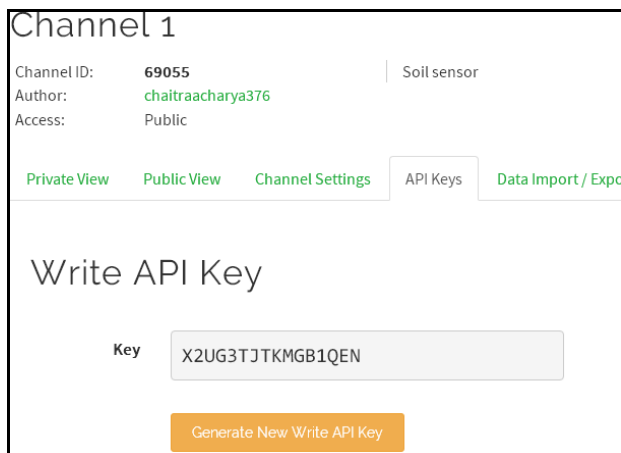 Channel 1
Channel ID: 69055 Soil sensor
Author: chaitraacharya376
Access: Public
Private View Public View Channel Settings API Keys Data Import / Expo
Write API Key
Key X2UG3TJTKMGB1QEN
Generate New Write API Key